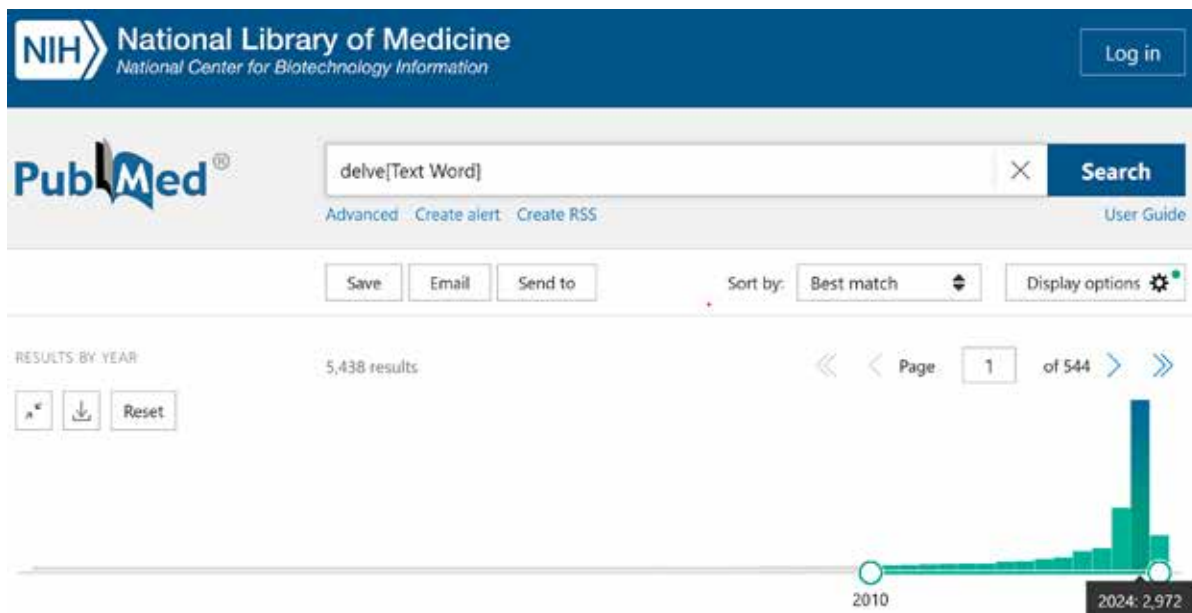 NIH National Library of Medicine
National Center for Biotechnology Information
Log in
PubMed®
delve[Text Word]
Search
Advanced Create alert Create RSS
User Guide
Save Email Send to
Sort by: Best match
Display options
RESULTS BY YEAR
5,438 results
Page 1 of 544
Reset
2010
2024: 2,972